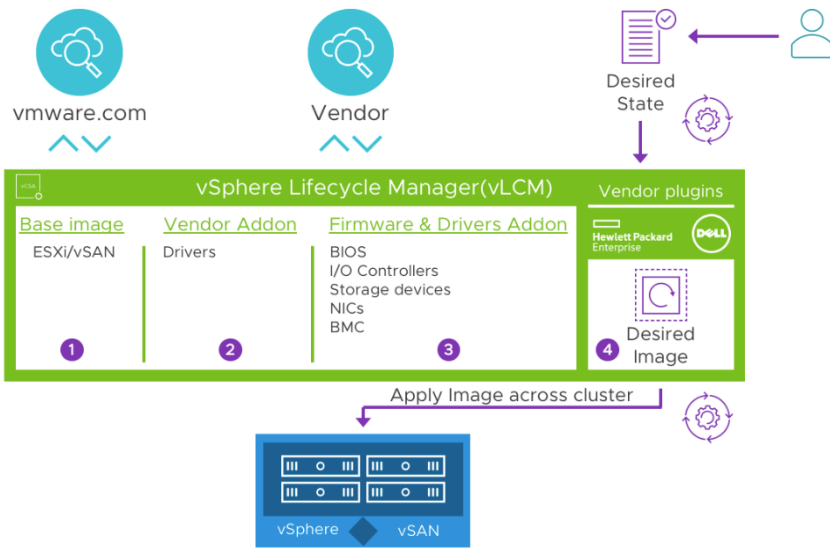 vmware.com
Vendor
Desired
State
vCSA
vSphere Lifecycle Manager(vLCM)
Vendor plugins
Base image
ESXi/vSAN
1
Vendor Addon
Drivers
2
Firmware & Drivers Addon
BIOS
I/O Controllers
Storage devices
NICs
BMC
3
Hewlett Packard
Enterprise
DELL
Desired
Image
4
Apply Image across cluster
vSphere
vSAN